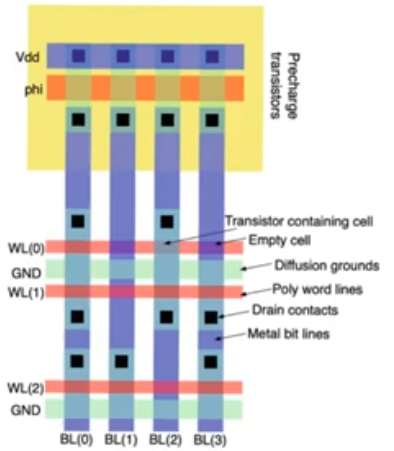 Vdd
phi
Precharge
transistors
Transistor containing cell
WL(0)
Empty cell
GND
Diffusion grounds
WL(1)
Poly word lines
Drain contacts
Metal bit lines
WL(2)
GND
BL(0) BL(1) BL(2) BL(3)